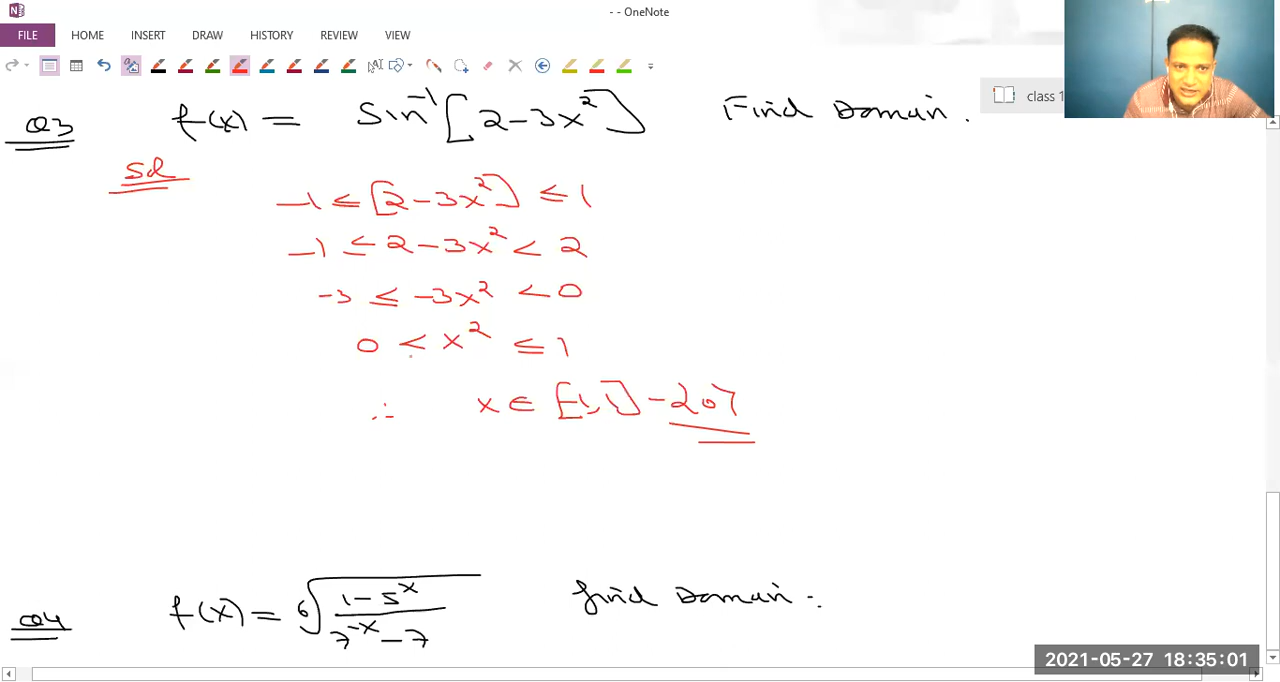 - - OneNote
FILE HOME INSERT DRAW HISTORY REVIEW VIEW
class 1
Q3 f(x) = Sin⁻¹[2-3x²] Find Domain.
Sol
-1 ≤ [2-3x²] ≤ 1
-1 ≤ 2-3x² < 2
-3 ≤ -3x² < 0
0 < x² ≤ 1
∴ x ∈ [-1,1] - {0}
Q4 f(x) = ⁶√((1-5^x)/(7^-x - 7)) find Domain :.
2021-05-27 18:35:01